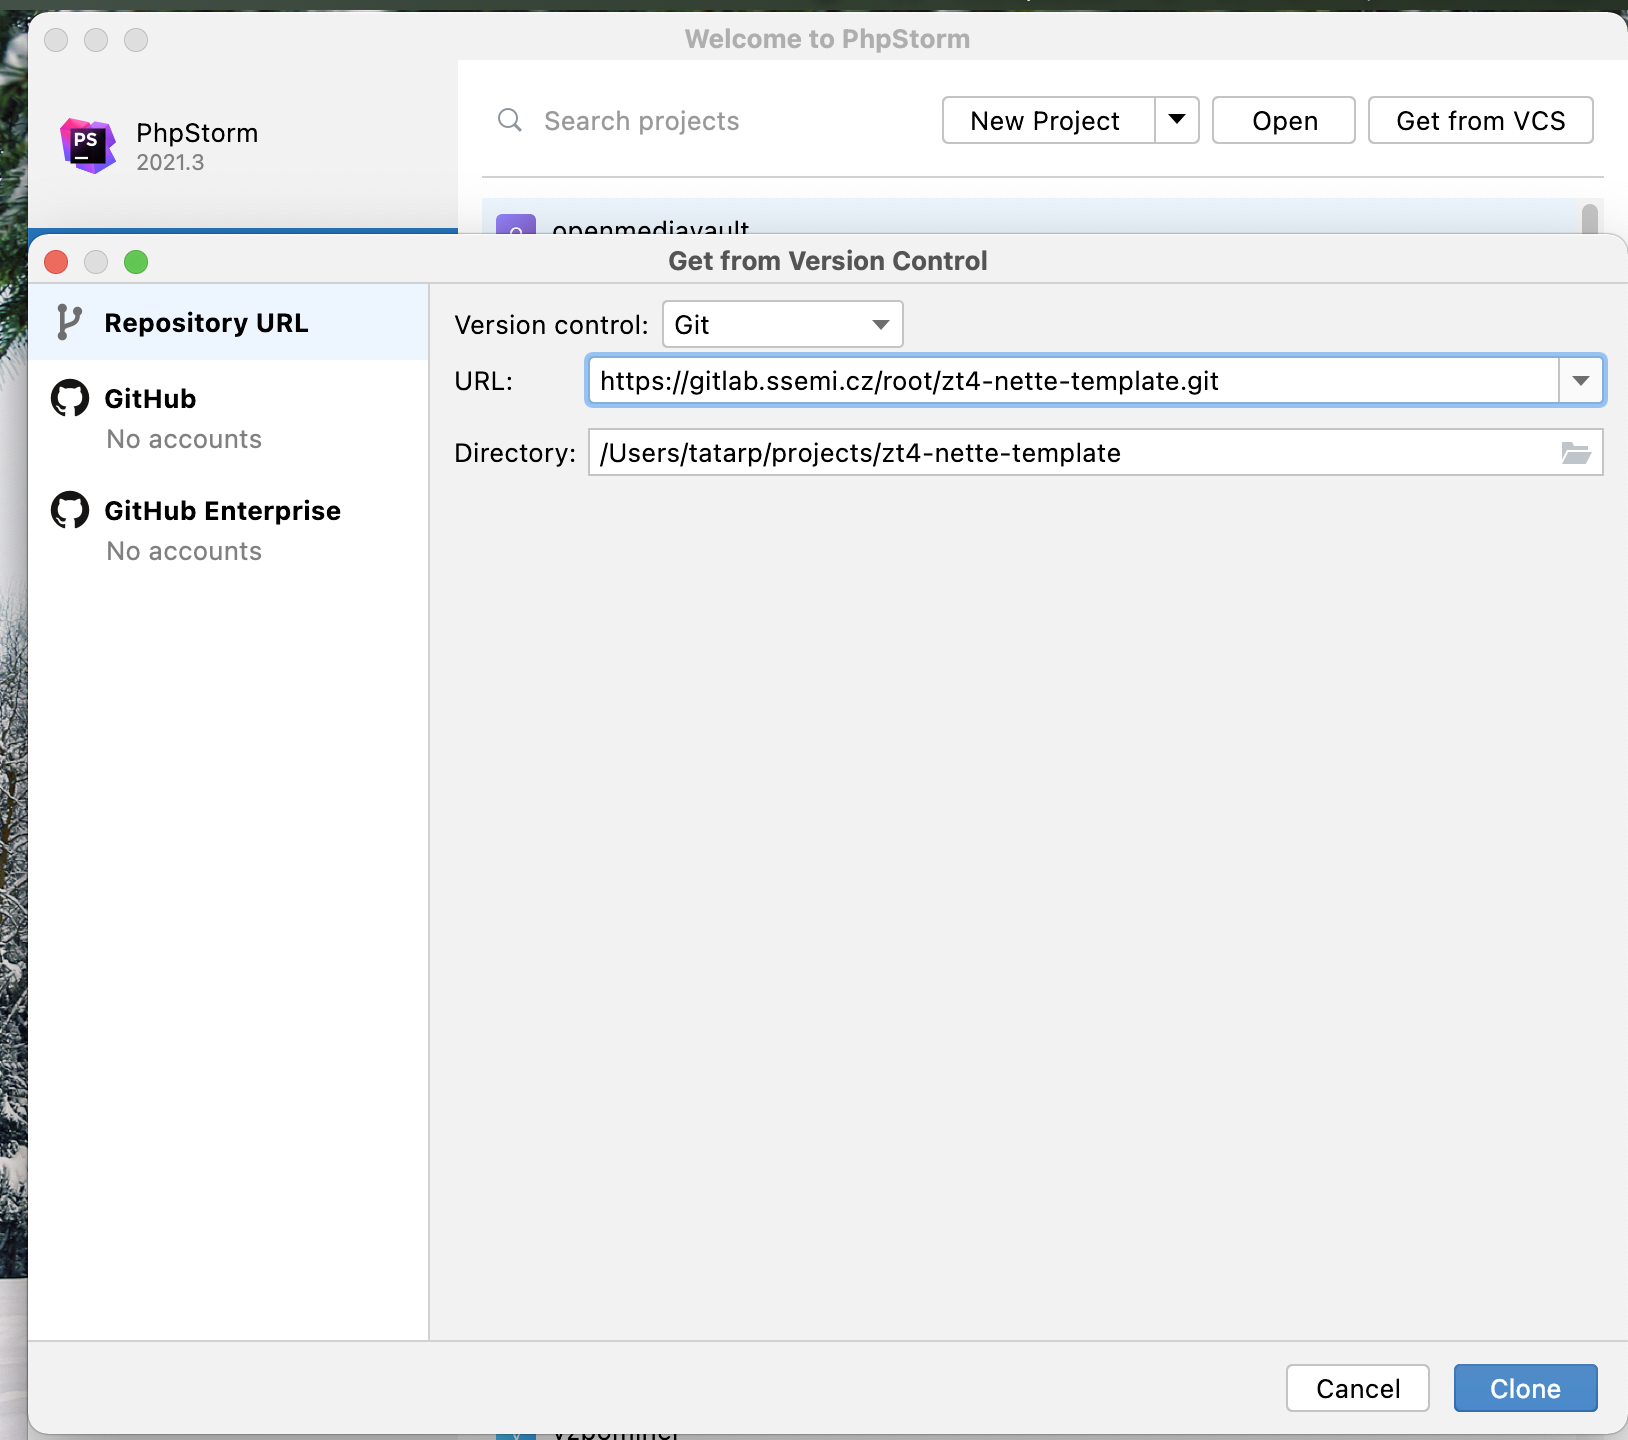 Welcome to PhpStorm
PS
PhpStorm
2021.3
Search projects
New Project
Open
Get from VCS
openmediavault
Get from Version Control
Repository URL
GitHub
No accounts
GitHub Enterprise
No accounts
Version control: Git
URL: https://gitlab.ssemi.cz/root/zt4-nette-template.git
Directory: /Users/tatarp/projects/zt4-nette-template
Cancel
Clone